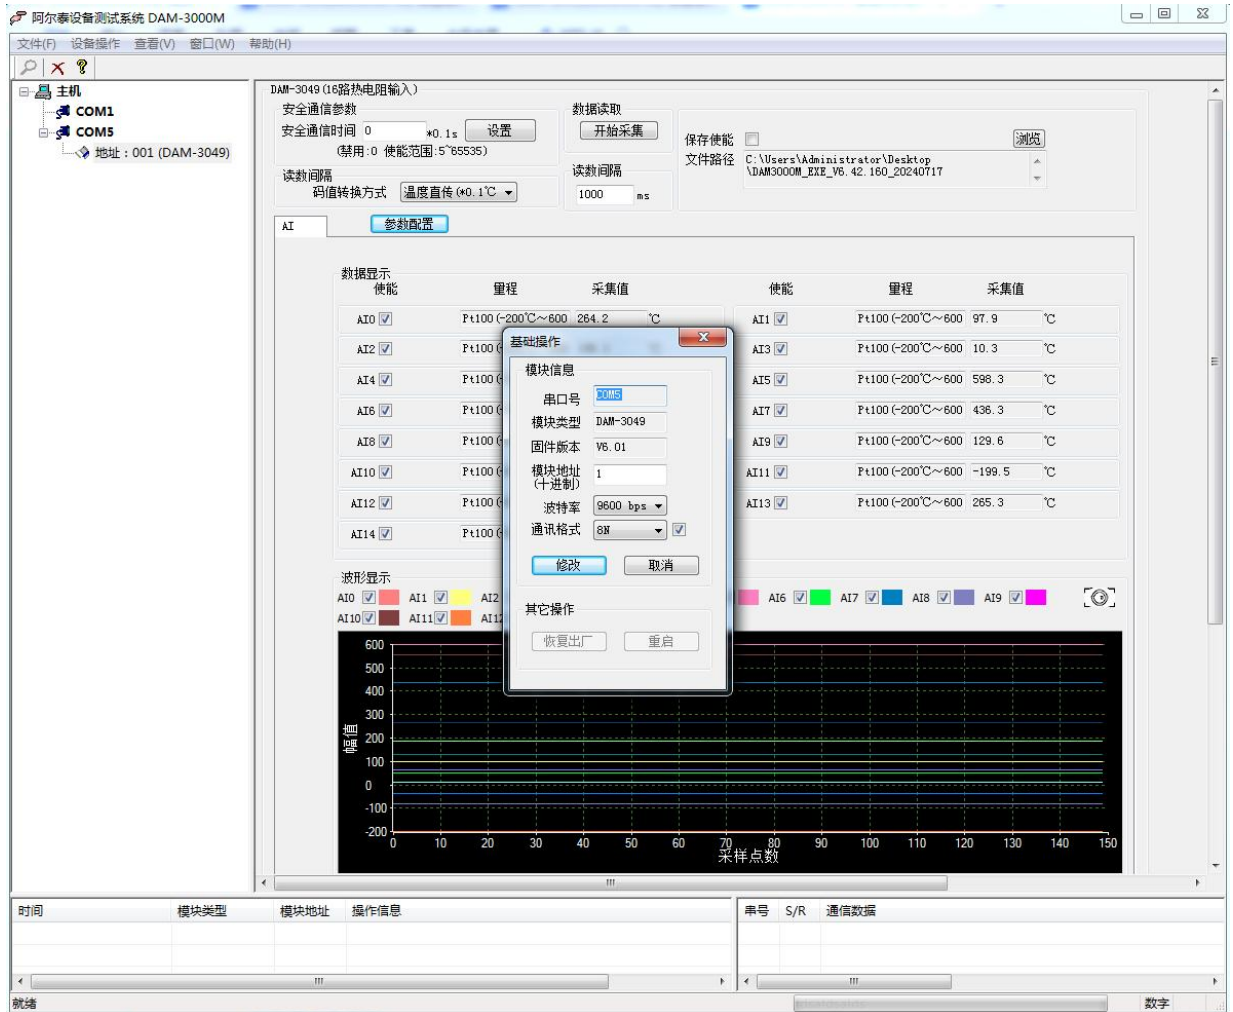 阿尔泰设备测试系统 DAM-3000M
文件(F) 设备操作 查看(V) 窗口(W) 帮助(H)
主机
COM1
COM5
地址：001 (DAM-3049)
DAM-3049(16路热电阻输入)
安全通信参数
安全通信时间 0 *0.1s 设置
(禁用:0 使能范围:5~65535)
读数间隔
码值转换方式 温度直传(*0.1℃
数据读取
开始采集
读数间隔
1000 ms
保存使能 浏览
文件路径 C:\Users\Administrator\Desktop
\DAM3000M_EXE_V6.42.160_20240717
AI 参数配置
数据显示
使能 量程 采集值 使能 量程 采集值
AI0 Pt100(-200℃～600 264.2 ℃ AI1 Pt100(-200℃～600 97.9 ℃
AI2 Pt100( AI3 Pt100(-200℃～600 10.3 ℃
AI4 Pt100( AI5 Pt100(-200℃～600 598.3 ℃
AI6 Pt100( AI7 Pt100(-200℃～600 436.3 ℃
AI8 Pt100( AI9 Pt100(-200℃～600 129.6 ℃
AI10 Pt100( AI11 Pt100(-200℃～600 -199.5 ℃
AI12 Pt100( AI13 Pt100(-200℃～600 265.3 ℃
AI14 Pt100(
基础操作
模块信息
串口号 COM5
模块类型 DAM-3049
固件版本 V6.01
模块地址 1
(十进制)
波特率 9600 bps
通讯格式 8N
修改 取消
其它操作
恢复出厂 重启
波形显示
AI0 AI1 AI2 AI6 AI7 AI8 AI9
AI10 AI11 AI12
600
500
400
300
200
100
0
-100
-200
幅值
0 10 20 30 40 50 60 70 80 90 100 110 120 130 140 150
采样点数
时间 模块类型 模块地址 操作信息
串号 S/R 通信数据
就绪
数字